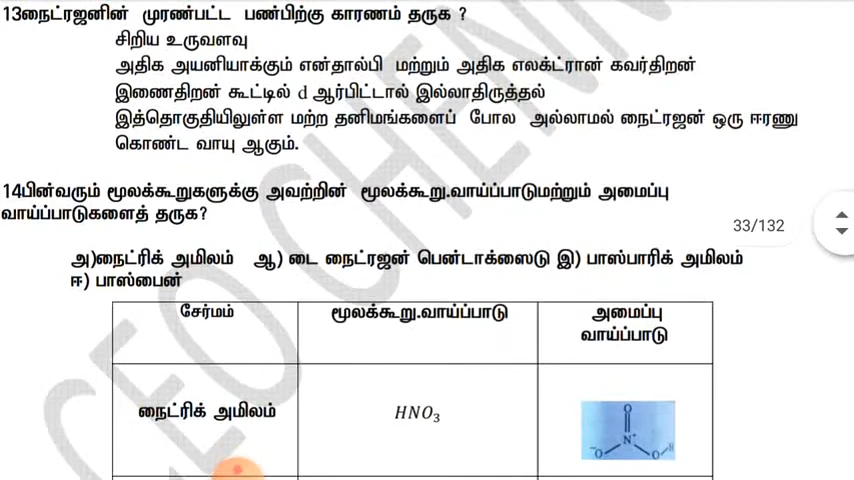 13நைட்ரஜனின் முரண்பட்ட பண்பிற்கு காரணம் தருக ?
சிறிய உருவளவு
அதிக அயனியாக்கும் என்தால்பி மற்றும் அதிக எலக்ட்ரான் கவர்திறன்
இணைதிறன் கூட்டில் d ஆர்பிட்டால் இல்லாதிருத்தல்
இத்தொகுதியிலுள்ள மற்ற தனிமங்களைப் போல அல்லாமல் நைட்ரஜன் ஒரு ஈரணு
கொண்ட வாயு ஆகும்.
14பின்வரும் மூலக்கூறுகளுக்கு அவற்றின் மூலக்கூறு.வாய்ப்பாடுமற்றும் அமைப்பு
வாய்ப்பாடுகளைத் தருக?
33/132
அ)நைட்ரிக் அமிலம் ஆ) டை நைட்ரஜன் பென்டாக்ஸைடு இ) பாஸ்பாரிக் அமிலம்
ஈ) பாஸ்பைன்
சேர்மம் மூலக்கூறு.வாய்ப்பாடு அமைப்பு
வாய்ப்பாடு
நைட்ரிக் அமிலம் HNO₃
O
N⁺
⁻O O H
CEO CHENN